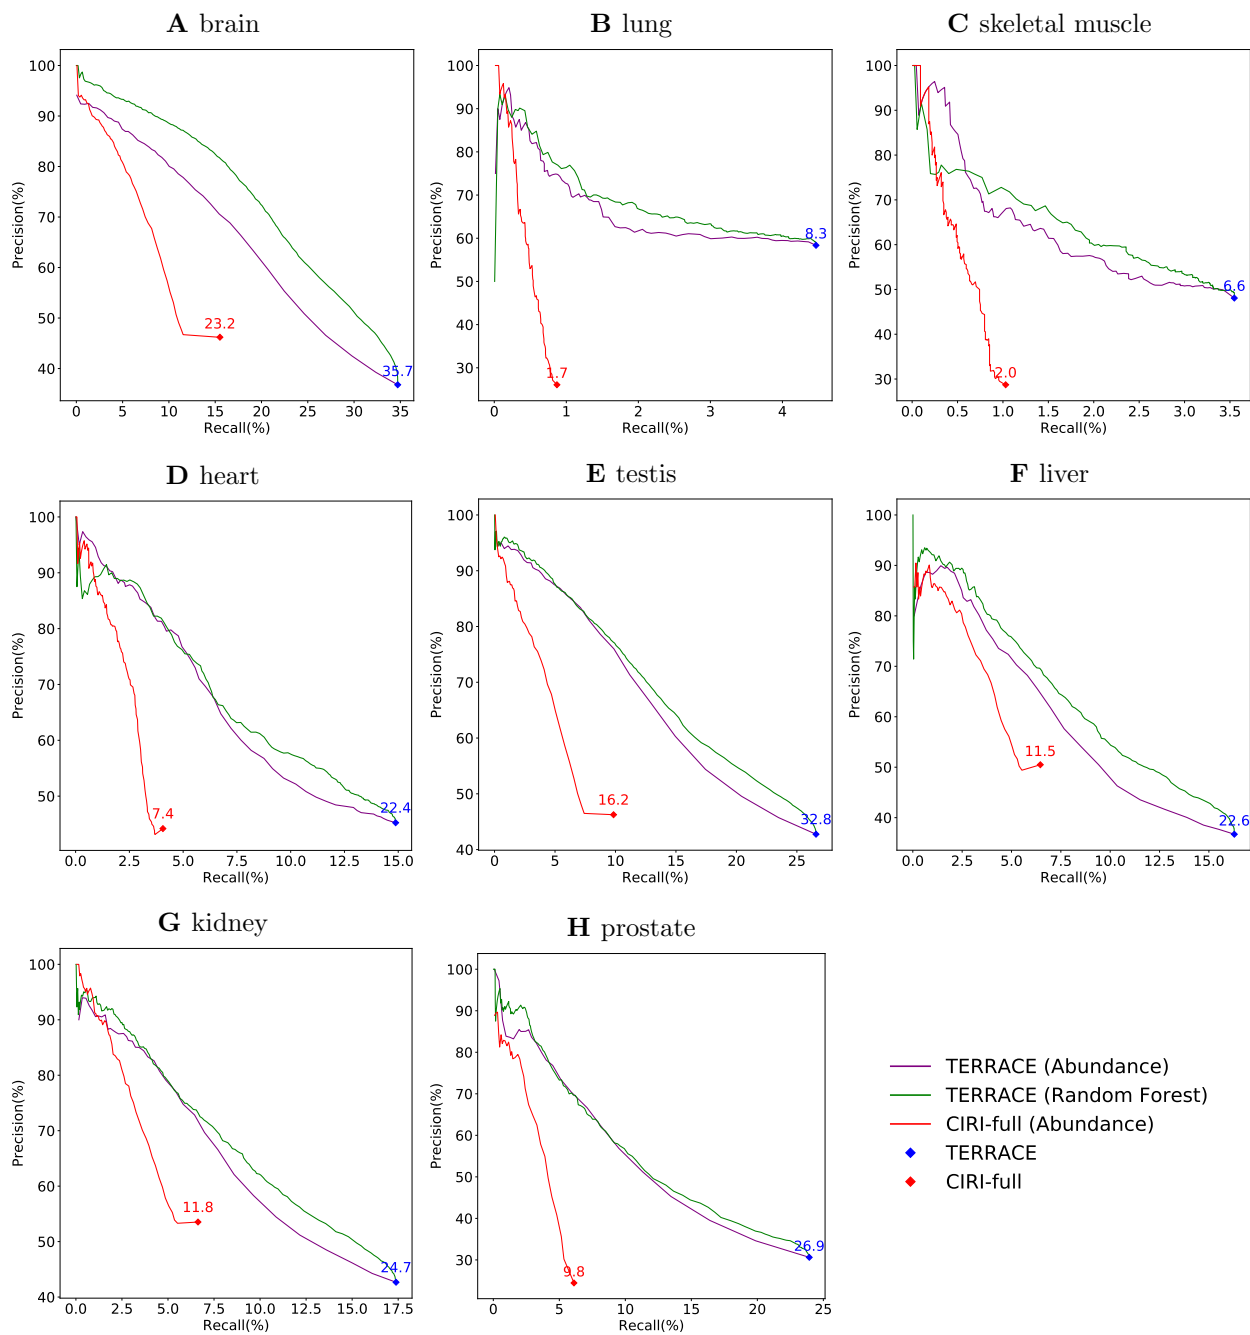 A brain
B lung
C skeletal muscle
100
90
80
70
60
50
40
Precision(%)
23.2
35.7
0 5 10 15 20 25 30 35
Recall(%)
100
90
80
70
60
50
40
30
Precision(%)
8.3
1.7
0 1 2 3 4
Recall(%)
100
90
80
70
60
50
40
30
Precision(%)
6.6
2.0
0.0 0.5 1.0 1.5 2.0 2.5 3.0 3.5
Recall(%)
D heart
E testis
F liver
100
90
80
70
60
50
Precision(%)
7.4
22.4
0.0 2.5 5.0 7.5 10.0 12.5 15.0
Recall(%)
100
90
80
70
60
50
40
Precision(%)
16.2
32.8
0 5 10 15 20 25
Recall(%)
100
90
80
70
60
50
40
Precision(%)
11.5
22.6
0.0 2.5 5.0 7.5 10.0 12.5 15.0
Recall(%)
G kidney
H prostate
100
90
80
70
60
50
40
Precision(%)
11.8
24.7
0.0 2.5 5.0 7.5 10.0 12.5 15.0 17.5
Recall(%)
100
90
80
70
60
50
40
30
Precision(%)
9.8
26.9
0 5 10 15 20 25
Recall(%)
TERRACE (Abundance)
TERRACE (Random Forest)
CIRI-full (Abundance)
TERRACE
CIRI-full